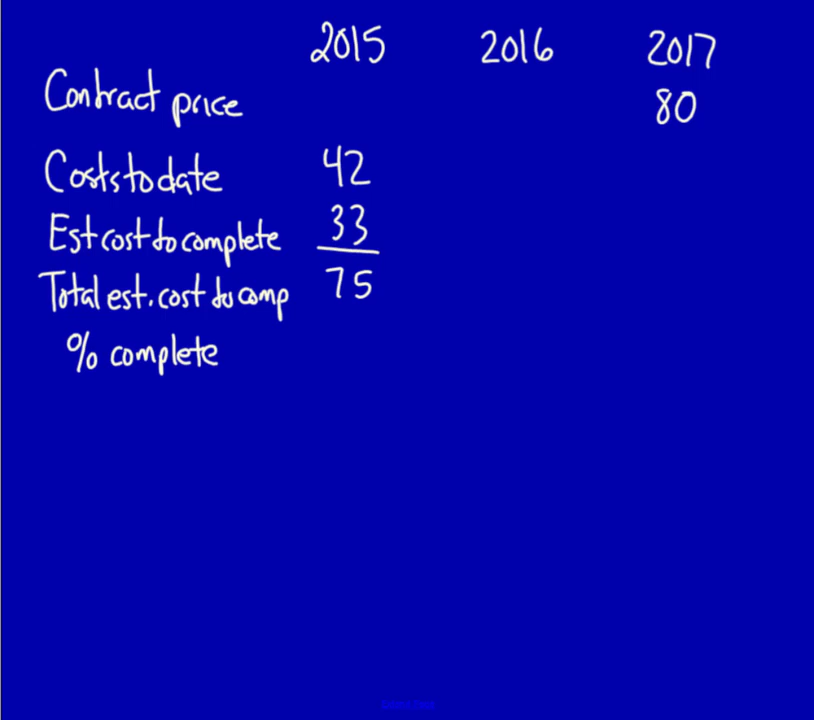 2015 2016 2017
Contract price 80
Costs to date 42
Est cost to complete 33
Total est. cost to comp 75
% complete